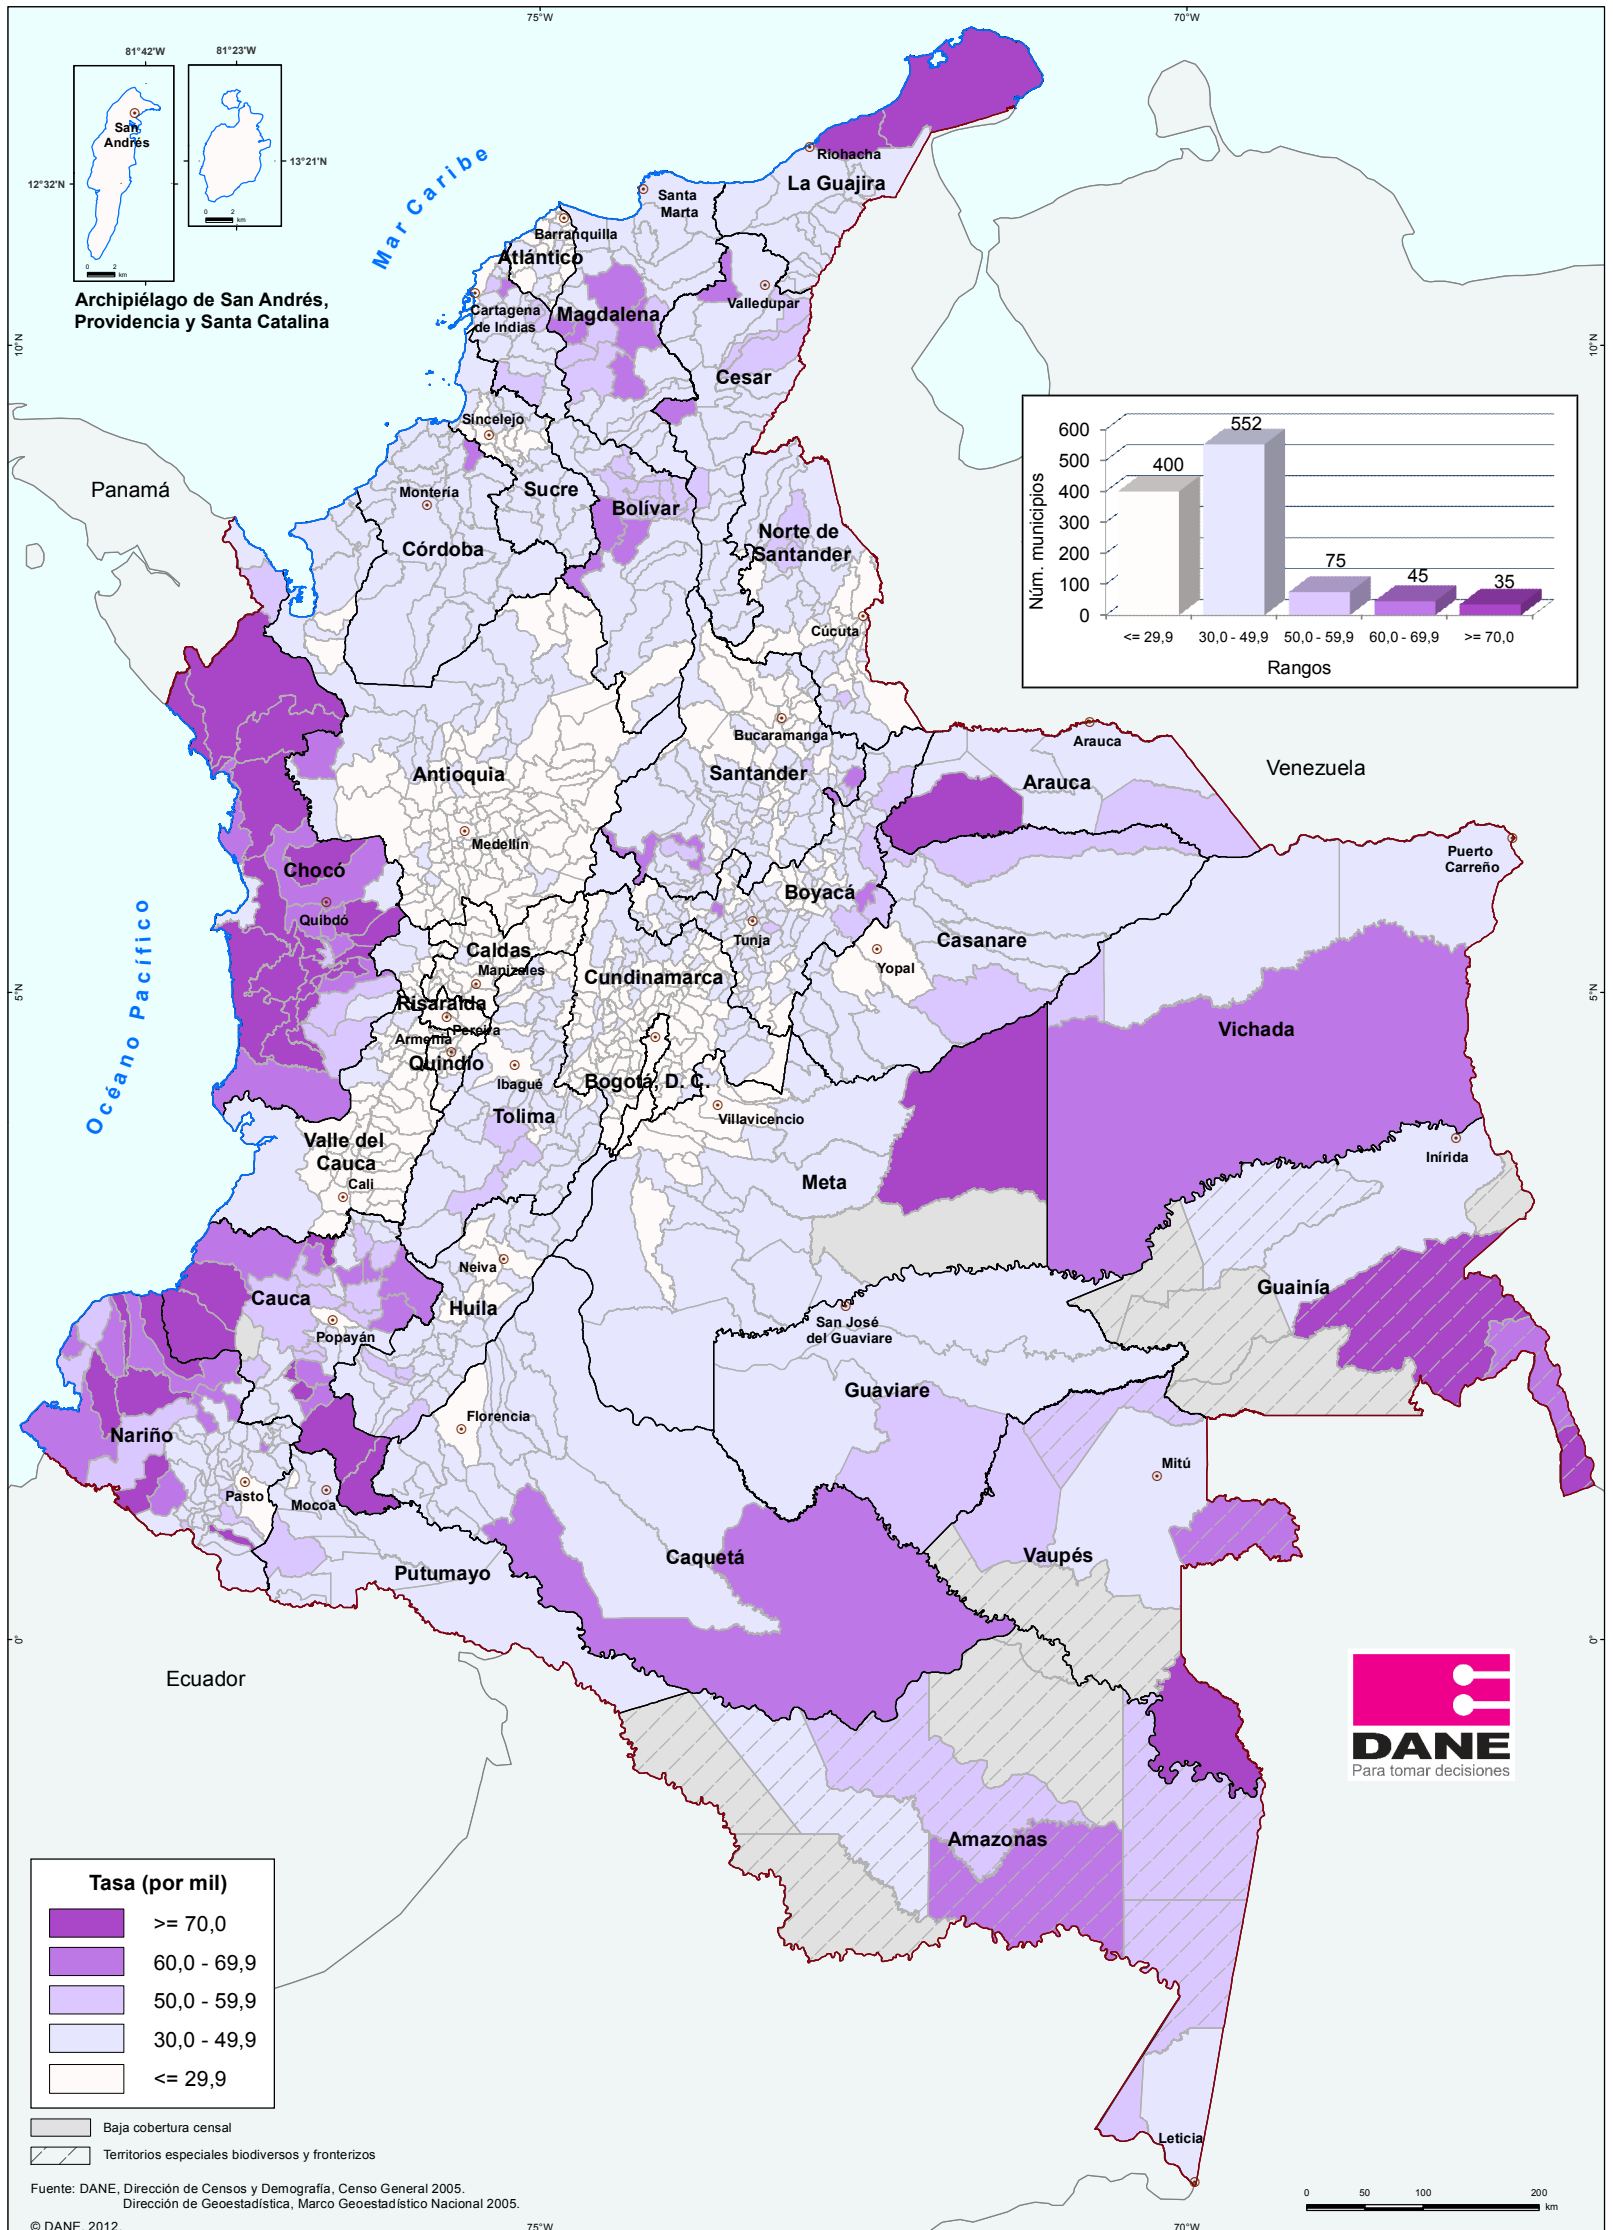 75°W
70°W
81°42'W
81°23'W
San
Andrés
13°21'N
12°32'N
0 2
km
0 2
km
Archipiélago de San Andrés,
Providencia y Santa Catalina
Mar Caribe
Riohacha
La Guajira
Santa
Marta
Barranquilla
Atlántico
Cartagena
de Indias
Magdalena
Valledupar
Cesar
10°N
10°N
Sincelejo
Panamá
Montería
Sucre
Bolívar
Córdoba
Norte de
Santander
Cúcuta
Núm. municipios
600
500
400
300
200
100
0
400
552
75
45
35
<= 29,9
30,0 - 49,9
50,0 - 59,9
60,0 - 69,9
>= 70,0
Rangos
Bucaramanga
Santander
Antioquia
Medellín
Arauca
Arauca
Venezuela
Puerto
Carreño
Chocó
Quibdó
Boyacá
Tunja
Casanare
Yopal
Océano Pacífico
Caldas
Manizales
Cundinamarca
Risaralda
Pereira
Armenia
Quindío
Ibagué
Bogotá, D. C.
5°N
5°N
Vichada
Tolima
Villavicencio
Valle del
Cauca
Cali
Meta
Inírida
Neiva
Huila
Cauca
Popayán
San José
del Guaviare
Guainía
Guaviare
Florencia
Nariño
Pasto
Mocoa
Mitú
Caquetá
Vaupés
Putumayo
0°
0°
Ecuador
DANE
Para tomar decisiones
Amazonas
Leticia
Tasa (por mil)
>= 70,0
60,0 - 69,9
50,0 - 59,9
30,0 - 49,9
<= 29,9
Baja cobertura censal
Territorios especiales biodiversos y fronterizos
Fuente: DANE, Dirección de Censos y Demografía, Censo General 2005.
Dirección de Geoestadística, Marco Geoestadístico Nacional 2005.
© DANE, 2012.
0 50 100 200
km
75°W
70°W